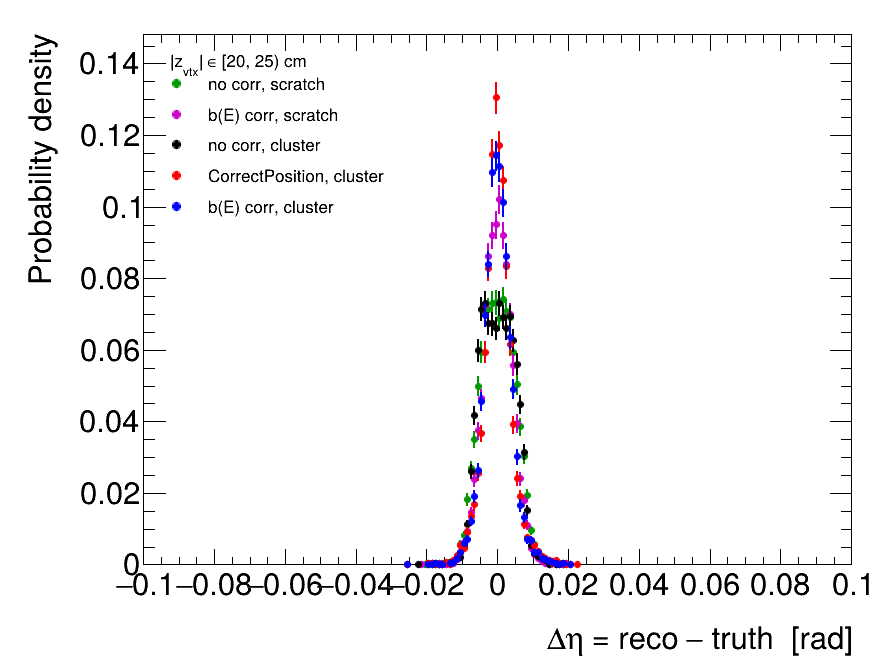 Probability density
|z_vtx| ∈ [20, 25) cm
no corr, scratch
b(E) corr, scratch
no corr, cluster
CorrectPosition, cluster
b(E) corr, cluster
0.14
0.12
0.1
0.08
0.06
0.04
0.02
0
−0.1 −0.08 −0.06 −0.04 −0.02 0 0.02 0.04 0.06 0.08 0.1
Δη = reco − truth [rad]